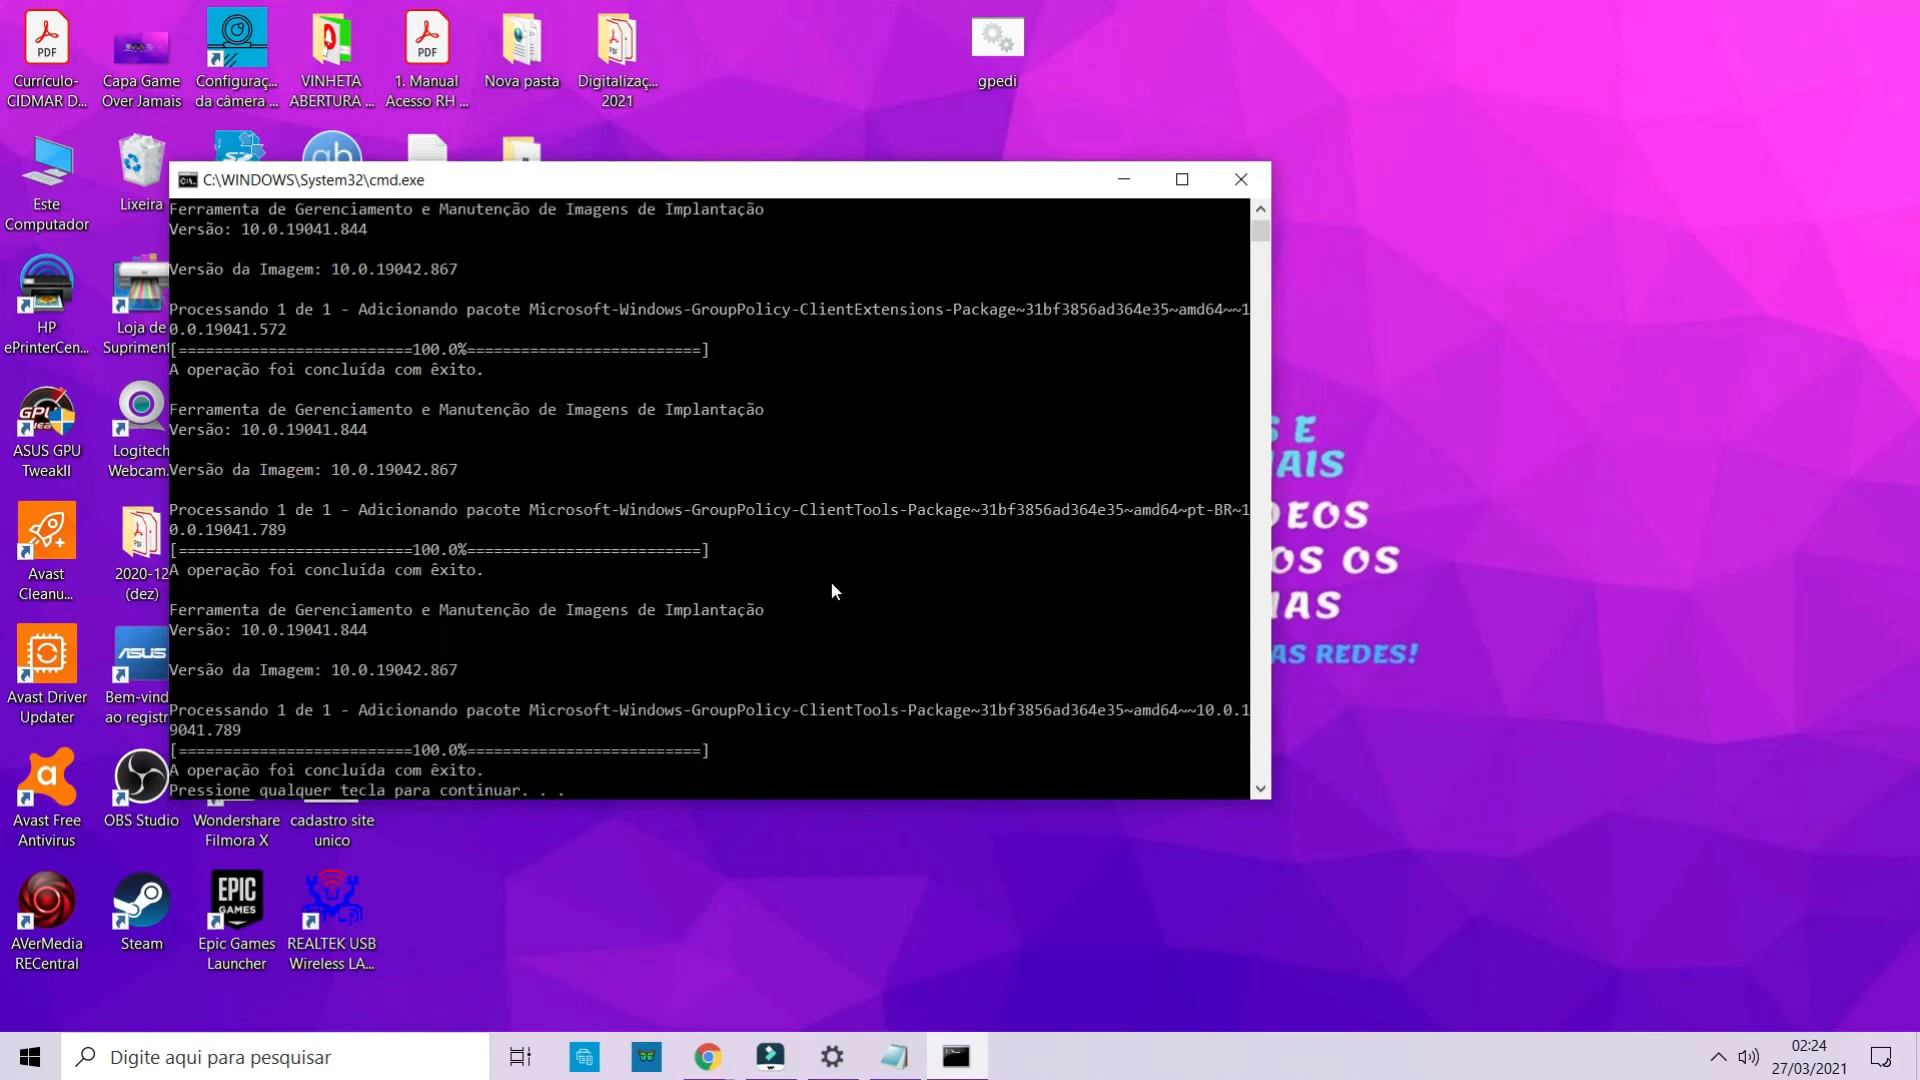 PDF
Currículo-
CIDMAR D...
Capa Game
Over Jamais
Configuraç...
da câmera ...
VINHETA
ABERTURA ...
PDF
1. Manual
Acesso RH ...
Nova pasta
Digitalizaç...
2021
gpedi
Este
Computador
Lixeira
HP
ePrinterCen...
Loja de
Supriment
ASUS GPU
TweakII
Logitech
Webcam.
Avast
Cleanu...
2020-12
(dez)
Avast Driver
Updater
ASUS
Bem-vind
ao registr
Avast Free
Antivirus
OBS Studio
Wondershare
Filmora X
cadastro site
unico
AVerMedia
RECentral
Steam
EPIC
GAMES
Epic Games
Launcher
REALTEK USB
Wireless LA...
C:\WINDOWS\System32\cmd.exe
Ferramenta de Gerenciamento e Manutenção de Imagens de Implantação
Versão: 10.0.19041.844
Versão da Imagem: 10.0.19042.867
Processando 1 de 1 - Adicionando pacote Microsoft-Windows-GroupPolicy-ClientExtensions-Package~31bf3856ad364e35~amd64~~1
0.0.19041.572
[==========================100.0%==========================]
A operação foi concluída com êxito.
Ferramenta de Gerenciamento e Manutenção de Imagens de Implantação
Versão: 10.0.19041.844
Versão da Imagem: 10.0.19042.867
Processando 1 de 1 - Adicionando pacote Microsoft-Windows-GroupPolicy-ClientTools-Package~31bf3856ad364e35~amd64~pt-BR~1
0.0.19041.789
[==========================100.0%==========================]
A operação foi concluída com êxito.
Ferramenta de Gerenciamento e Manutenção de Imagens de Implantação
Versão: 10.0.19041.844
Versão da Imagem: 10.0.19042.867
Processando 1 de 1 - Adicionando pacote Microsoft-Windows-GroupPolicy-ClientTools-Package~31bf3856ad364e35~amd64~~10.0.1
9041.789
[==========================100.0%==========================]
A operação foi concluída com êxito.
Pressione qualquer tecla para continuar. . .
S E
AIS
DEOS
OS OS
IAS
AS REDES!
Digite aqui para pesquisar
02:24
27/03/2021